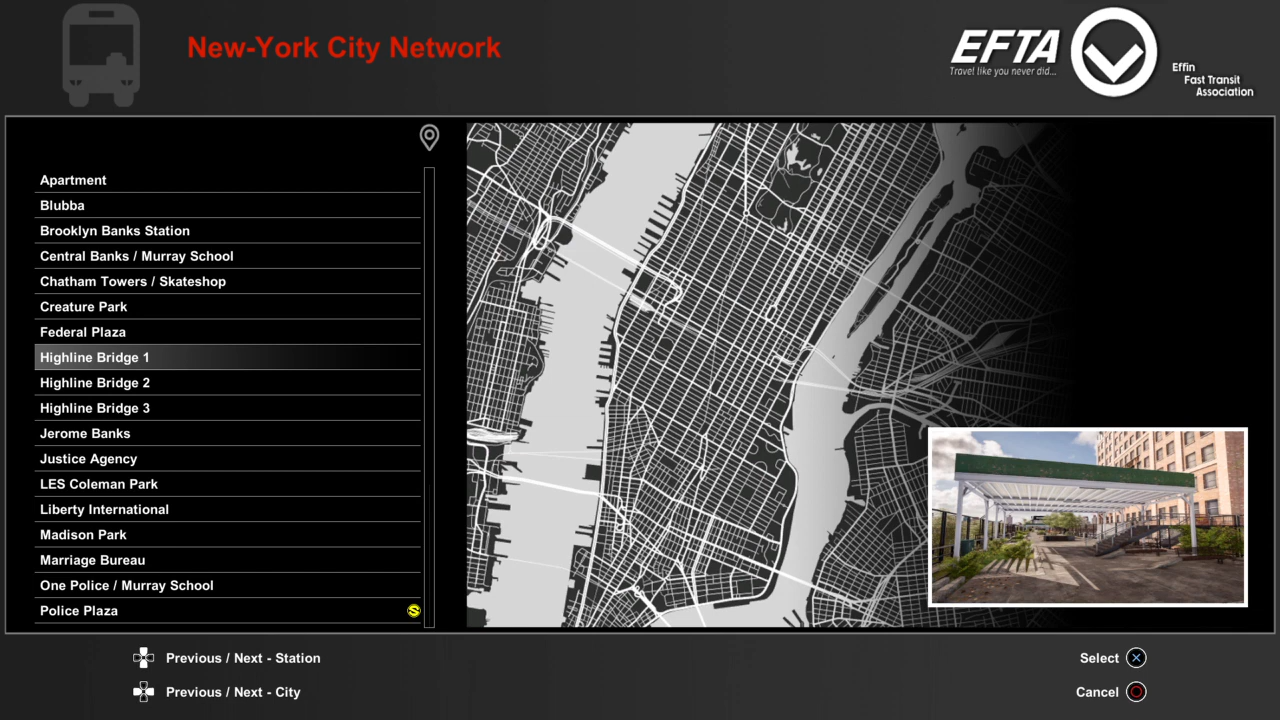 New-York City Network
EFTA
Travel like you never did...
Effin
Fast Transit
Association
Apartment
Blubba
Brooklyn Banks Station
Central Banks / Murray School
Chatham Towers / Skateshop
Creature Park
Federal Plaza
Highline Bridge 1
Highline Bridge 2
Highline Bridge 3
Jerome Banks
Justice Agency
LES Coleman Park
Liberty International
Madison Park
Marriage Bureau
One Police / Murray School
Police Plaza
Previous / Next - Station
Previous / Next - City
Select
Cancel